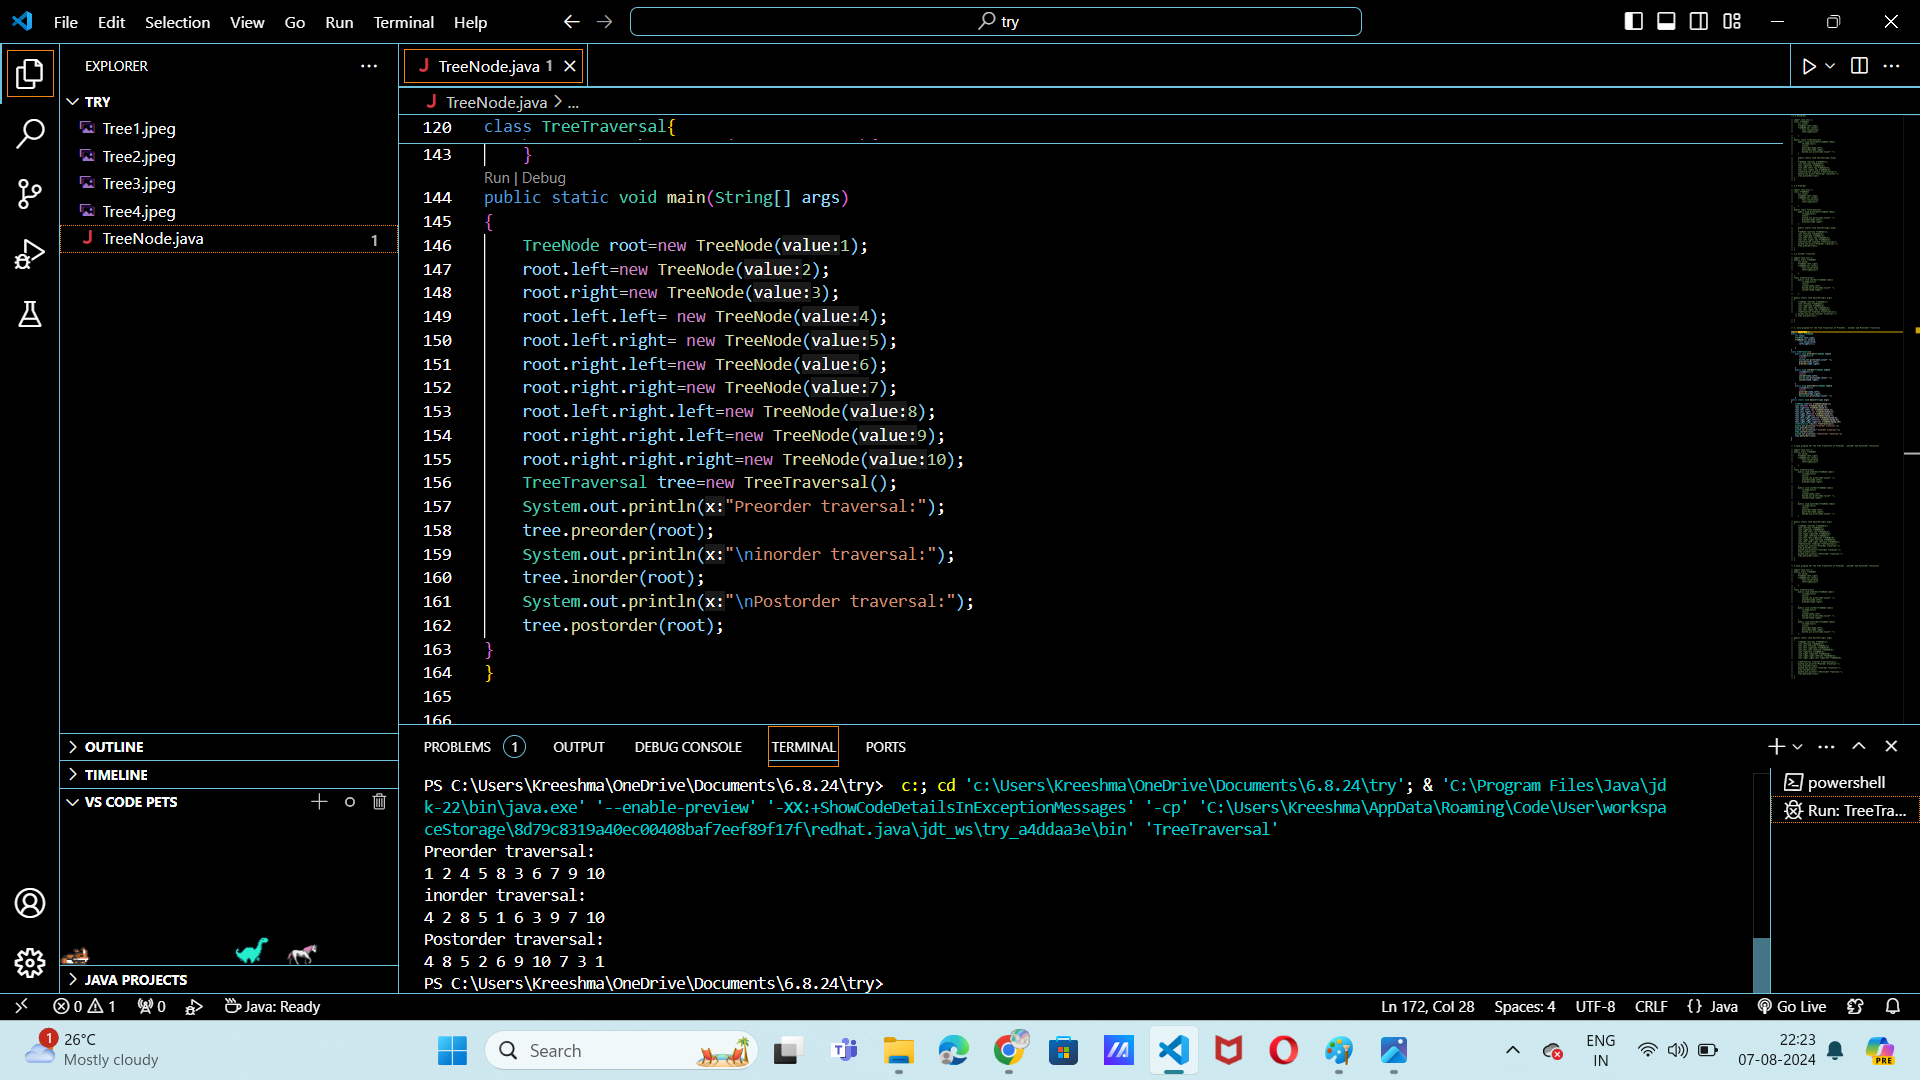 File Edit Selection View Go Run Terminal Help
try
EXPLORER
TRY
Tree1.jpeg
Tree2.jpeg
Tree3.jpeg
Tree4.jpeg
TreeNode.java 1
OUTLINE
TIMELINE
VS CODE PETS
JAVA PROJECTS
TreeNode.java 1
TreeNode.java > ...
120 class TreeTraversal{
143 }
Run | Debug
144 public static void main(String[] args)
145 {
146 TreeNode root=new TreeNode(value:1);
147 root.left=new TreeNode(value:2);
148 root.right=new TreeNode(value:3);
149 root.left.left= new TreeNode(value:4);
150 root.left.right= new TreeNode(value:5);
151 root.right.left=new TreeNode(value:6);
152 root.right.right=new TreeNode(value:7);
153 root.left.right.left=new TreeNode(value:8);
154 root.right.right.left=new TreeNode(value:9);
155 root.right.right.right=new TreeNode(value:10);
156 TreeTraversal tree=new TreeTraversal();
157 System.out.println(x:"Preorder traversal:");
158 tree.preorder(root);
159 System.out.println(x:"\ninorder traversal:");
160 tree.inorder(root);
161 System.out.println(x:"\nPostorder traversal:");
162 tree.postorder(root);
163 }
164 }
165
166
PROBLEMS 1 OUTPUT DEBUG CONSOLE TERMINAL PORTS
PS C:\Users\Kreeshma\OneDrive\Documents\6.8.24\try> c:; cd 'c:\Users\Kreeshma\OneDrive\Documents\6.8.24\try'; & 'C:\Program Files\Java\jd
k-22\bin\java.exe' '--enable-preview' '-XX:+ShowCodeDetailsInExceptionMessages' '-cp' 'C:\Users\Kreeshma\AppData\Roaming\Code\User\workspa
ceStorage\8d79c8319a40ec00408baf7eef89f17f\redhat.java\jdt_ws\try_a4ddaa3e\bin' 'TreeTraversal'
Preorder traversal:
1 2 4 5 8 3 6 7 9 10
inorder traversal:
4 2 8 5 1 6 3 9 7 10
Postorder traversal:
4 8 5 2 6 9 10 7 3 1
PS C:\Users\Kreeshma\OneDrive\Documents\6.8.24\try>
powershell
Run: TreeTra...
0 1 0 Java: Ready Ln 172, Col 28 Spaces: 4 UTF-8 CRLF {} Java Go Live
1 26°C
Mostly cloudy
Search
ENG
IN
22:23
07-08-2024
PRE